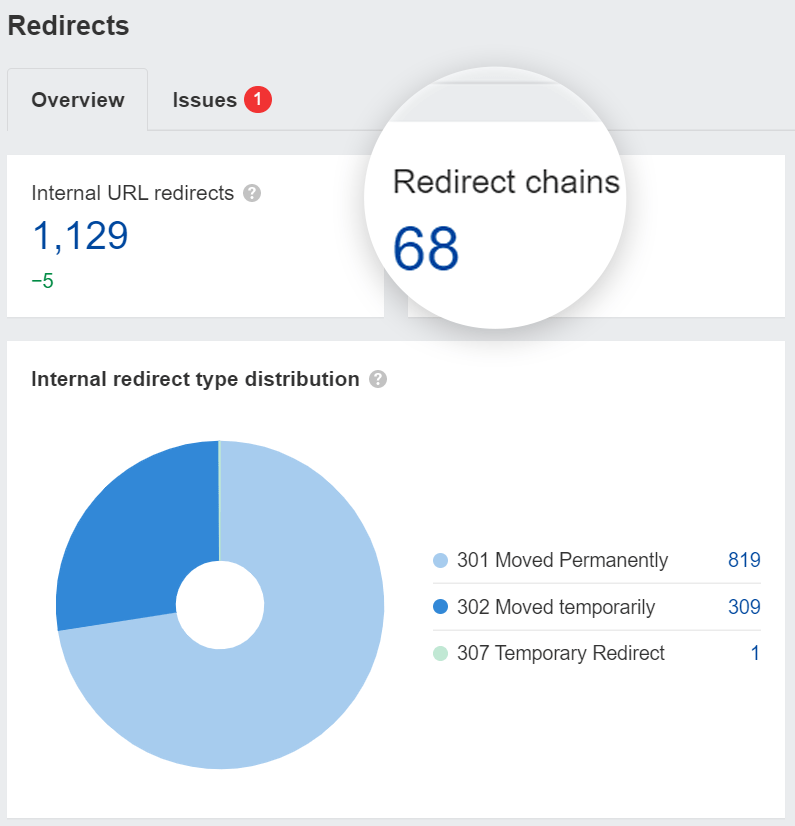 Redirects
Overview
Issues 1
Internal URL redirects ?
1,129
−5
Redirect chains
68
Internal redirect type distribution ?
301 Moved Permanently 819
302 Moved temporarily 309
307 Temporary Redirect 1